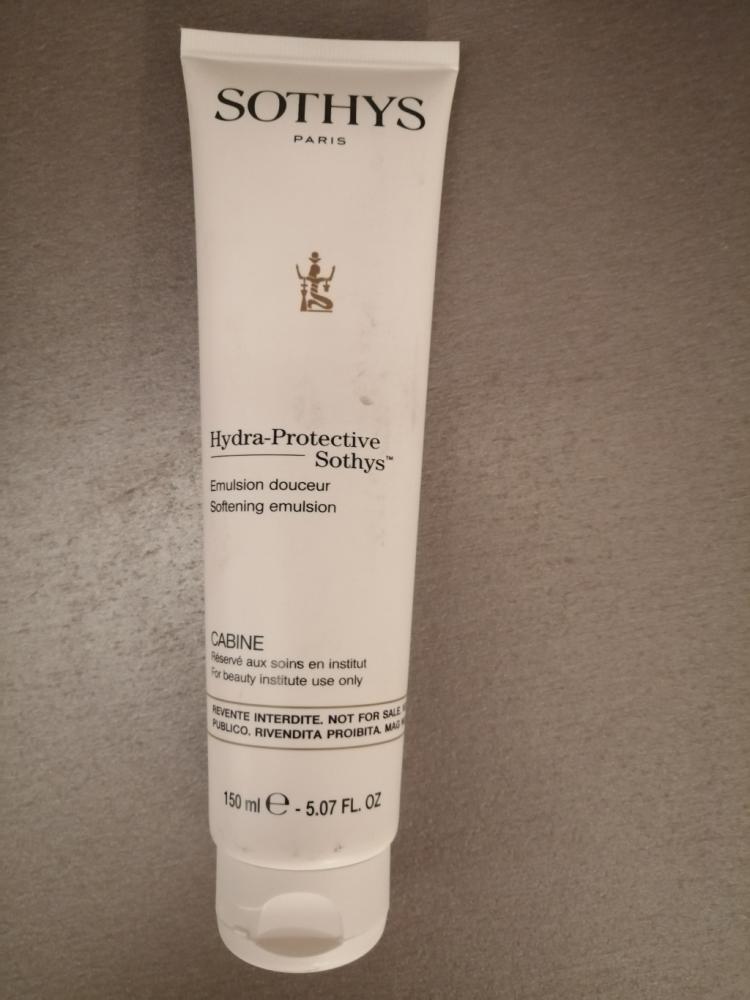 SOTHYS
PARIS
Hydra-Protective
Sothys™
Emulsion douceur
Softening emulsion
CABINE
Réservé aux soins en institut
For beauty institute use only
REVENTE INTERDITE. NOT FOR SALE.
PUBLICO. RIVENDITA PROIBITA. MAG
150 ml ℮ - 5.07 FL. OZ